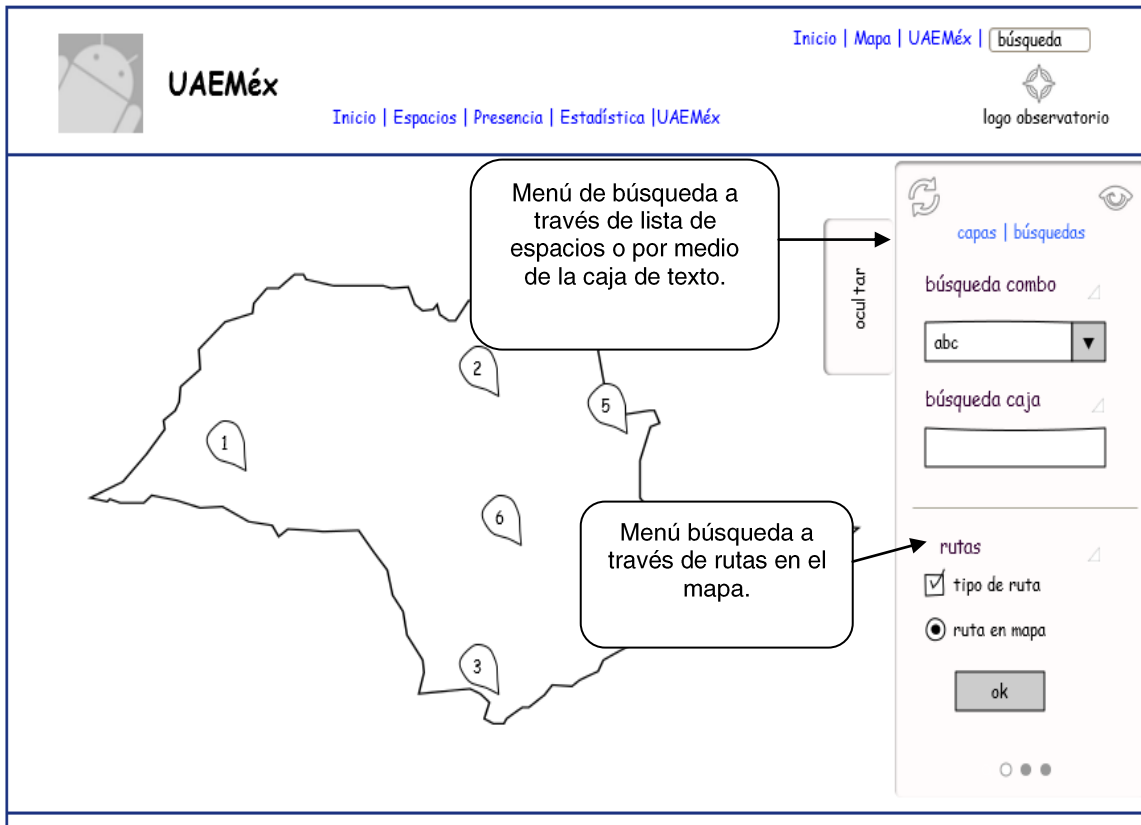 Inicio | Mapa | UAEMéx | búsqueda
UAEMéx
logo observatorio
Inicio | Espacios | Presencia | Estadística |UAEMéx
Menú de búsqueda a
través de lista de
espacios o por medio
de la caja de texto.
ocultar
capas | búsquedas
búsqueda combo
abc
búsqueda caja
2
5
1
6
3
Menú búsqueda a
través de rutas en el
mapa.
rutas
tipo de ruta
ruta en mapa
ok